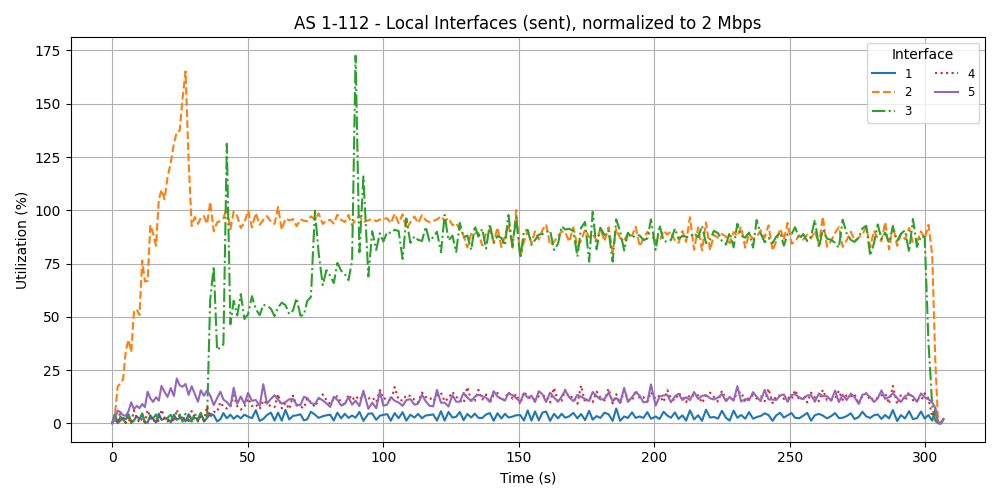 AS 1-112 - Local Interfaces (sent), normalized to 2 Mbps
Utilization (%)
175
150
125
100
75
50
25
0
0 50 100 150 200 250 300
Time (s)
Interface
1 4
2 5
3